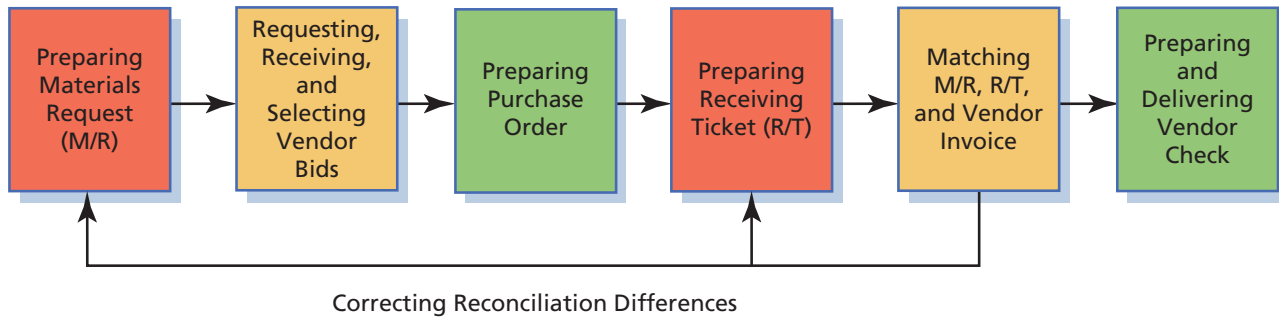 Preparing
Materials
Request
(M/R)
Requesting,
Receiving,
and
Selecting
Vendor
Bids
Preparing
Purchase
Order
Preparing
Receiving
Ticket (R/T)
Matching
M/R, R/T,
and Vendor
Invoice
Preparing
and
Delivering
Vendor
Check
Correcting Reconciliation Differences